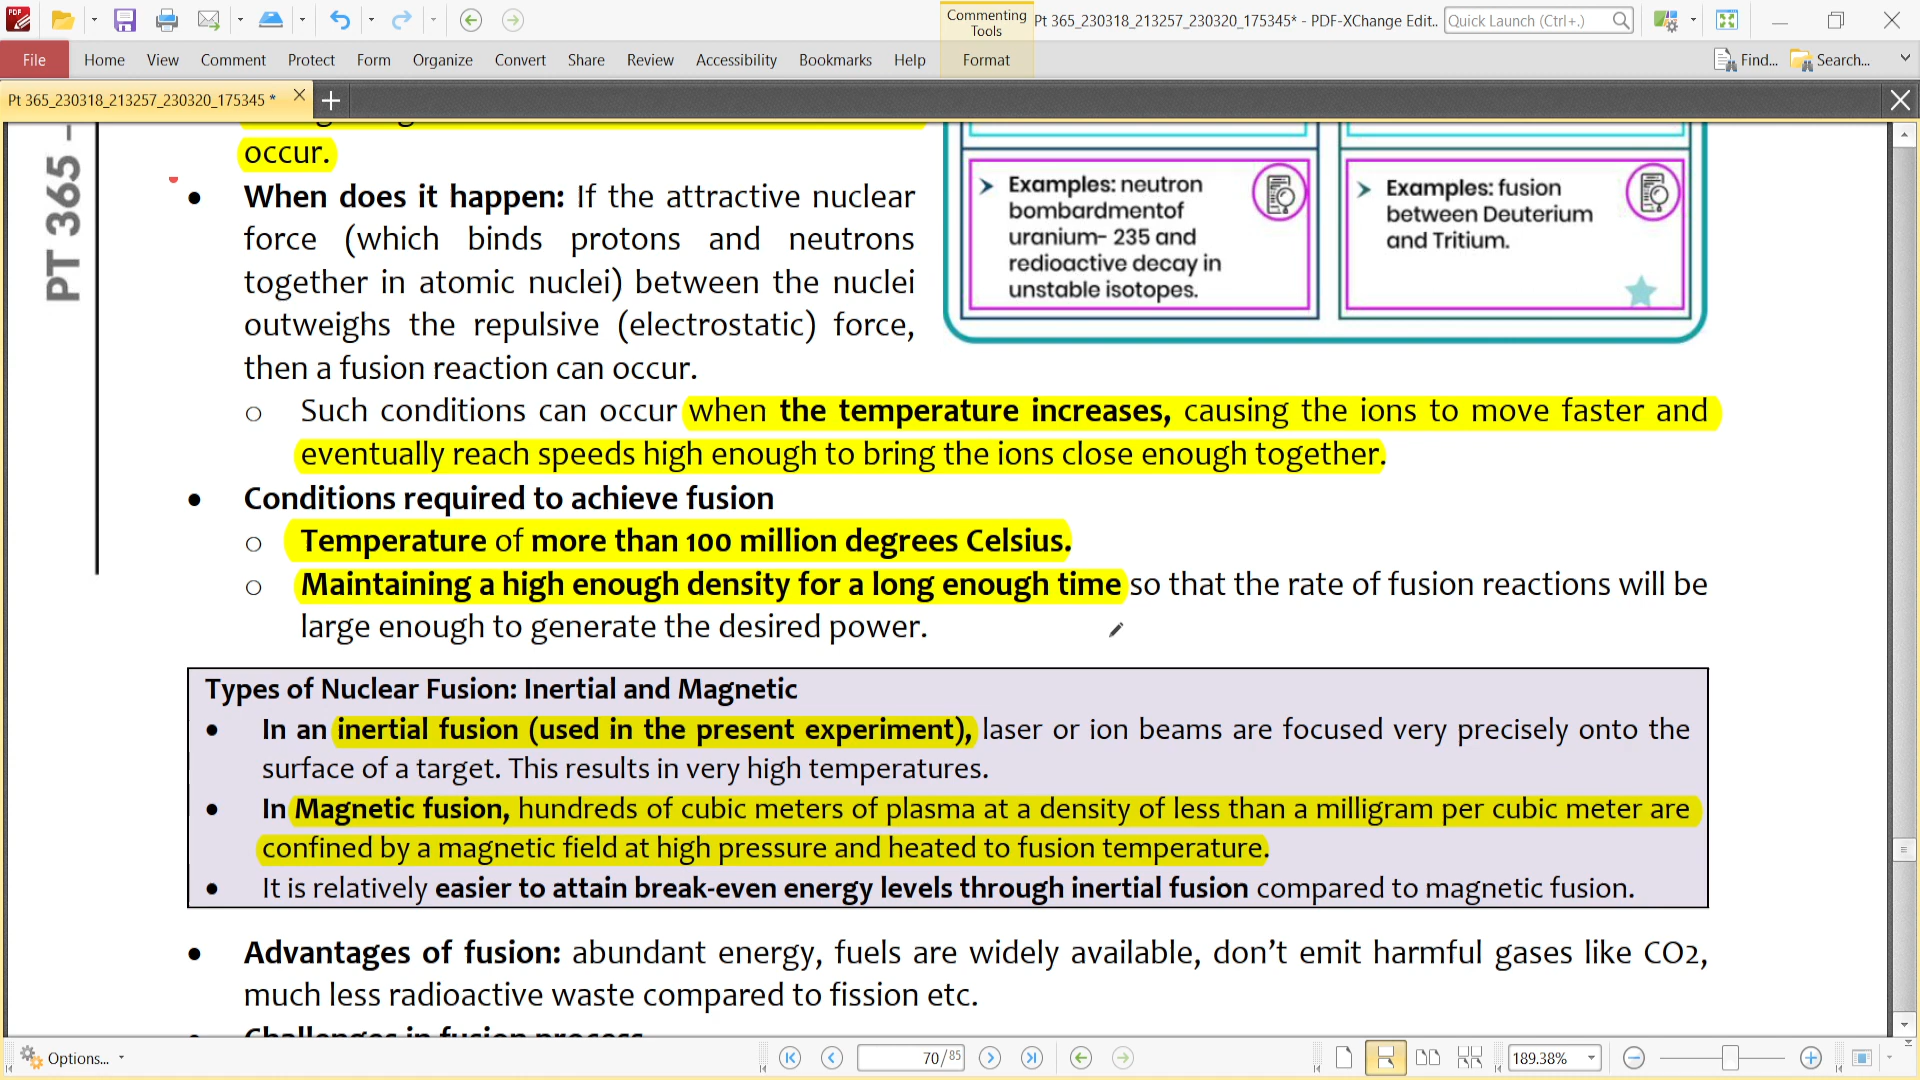 Commenting Tools
Pt 365_230318_213257_230320_175345* - PDF-XChange Edit..
Quick Launch (Ctrl+.)
File Home View Comment Protect Form Organize Convert Share Review Accessibility Bookmarks Help Format
Find... Search...
Pt 365_230318_213257_230320_175345 *
PT 365 -
occur.
• When does it happen: If the attractive nuclear
force (which binds protons and neutrons
together in atomic nuclei) between the nuclei
outweighs the repulsive (electrostatic) force,
then a fusion reaction can occur.
➤ Examples: neutron
bombardmentof
uranium- 235 and
redioactive decay in
unstable isotopes.
➤ Examples: fusion
between Deuterium
and Tritium.
o Such conditions can occur when the temperature increases, causing the ions to move faster and
eventually reach speeds high enough to bring the ions close enough together.
• Conditions required to achieve fusion
o Temperature of more than 100 million degrees Celsius.
o Maintaining a high enough density for a long enough time so that the rate of fusion reactions will be
large enough to generate the desired power.
Types of Nuclear Fusion: Inertial and Magnetic
• In an inertial fusion (used in the present experiment), laser or ion beams are focused very precisely onto the
surface of a target. This results in very high temperatures.
• In Magnetic fusion, hundreds of cubic meters of plasma at a density of less than a milligram per cubic meter are
confined by a magnetic field at high pressure and heated to fusion temperature.
• It is relatively easier to attain break-even energy levels through inertial fusion compared to magnetic fusion.
• Advantages of fusion: abundant energy, fuels are widely available, don't emit harmful gases like CO2,
much less radioactive waste compared to fission etc.
• Challenges in fusion process
Options... 70/85 189.38%